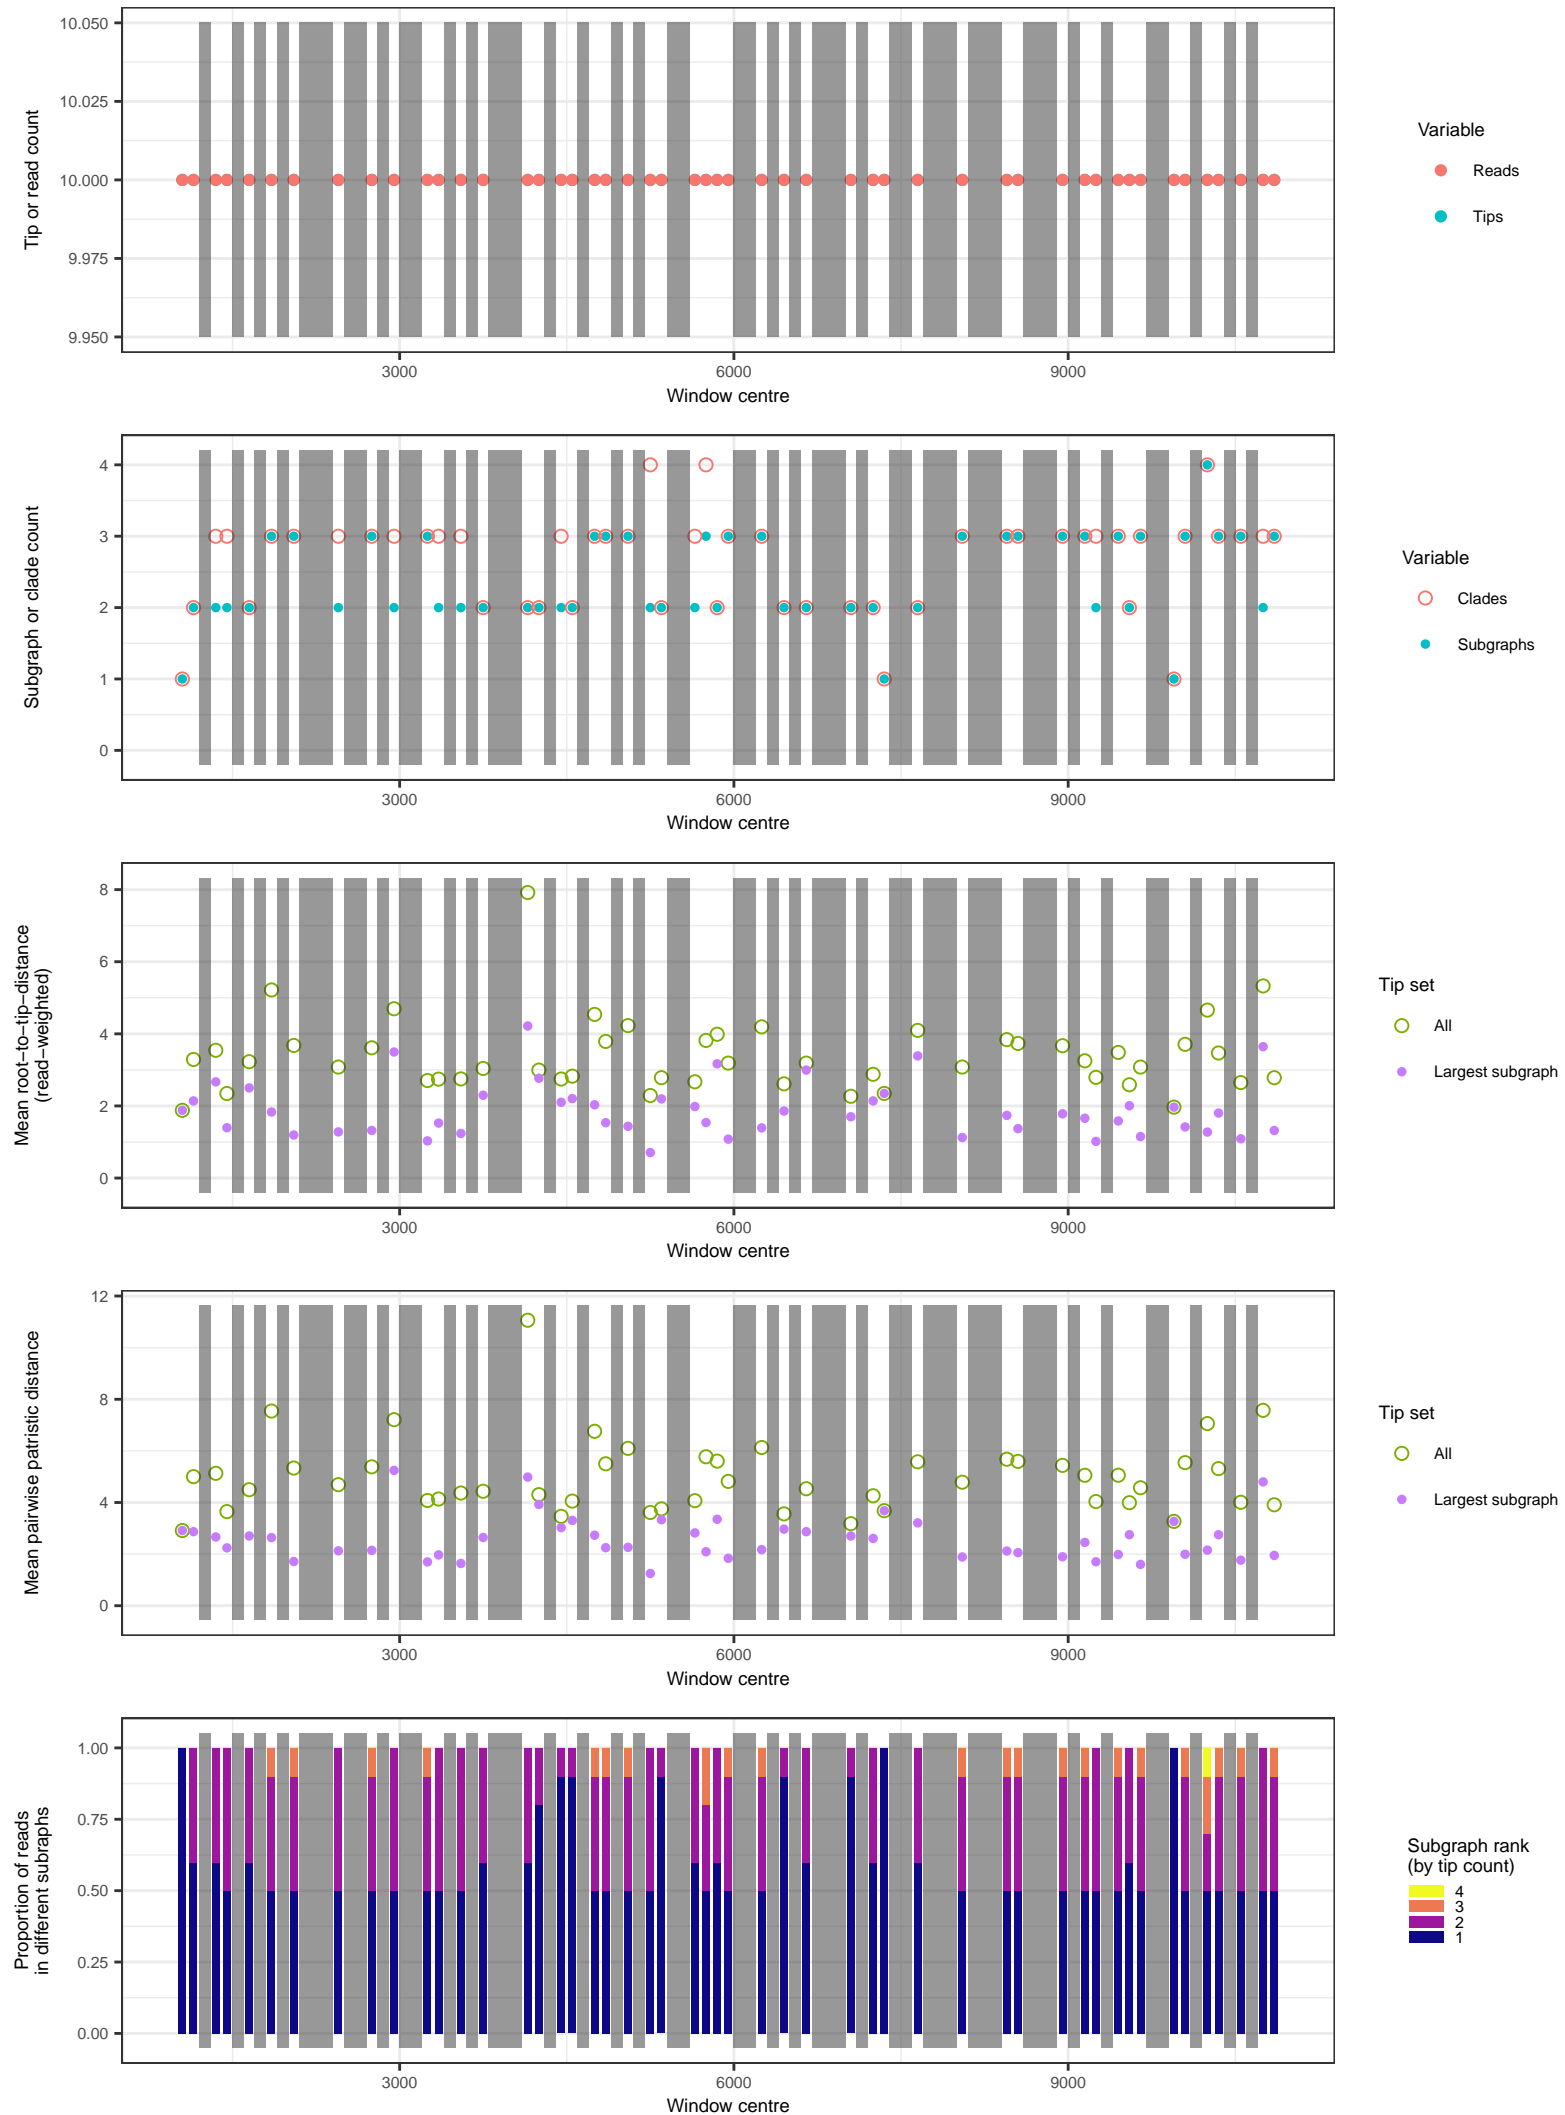 10.050
10.025
10.000
9.975
9.950
Tip or read count
3000
6000
9000
Window centre
Variable
Reads
Tips
4
3
2
1
0
Subgraph or clade count
3000
6000
9000
Window centre
Variable
Clades
Subgraphs
8
6
4
2
0
Mean root−to−tip−distance
(read−weighted)
3000
6000
9000
Window centre
Tip set
All
Largest subgraph
12
8
4
0
Mean pairwise patristic distance
3000
6000
9000
Window centre
Tip set
All
Largest subgraph
1.00
0.75
0.50
0.25
0.00
Proportion of reads
in different subraphs
3000
6000
9000
Window centre
Subgraph rank
(by tip count)
4
3
2
1